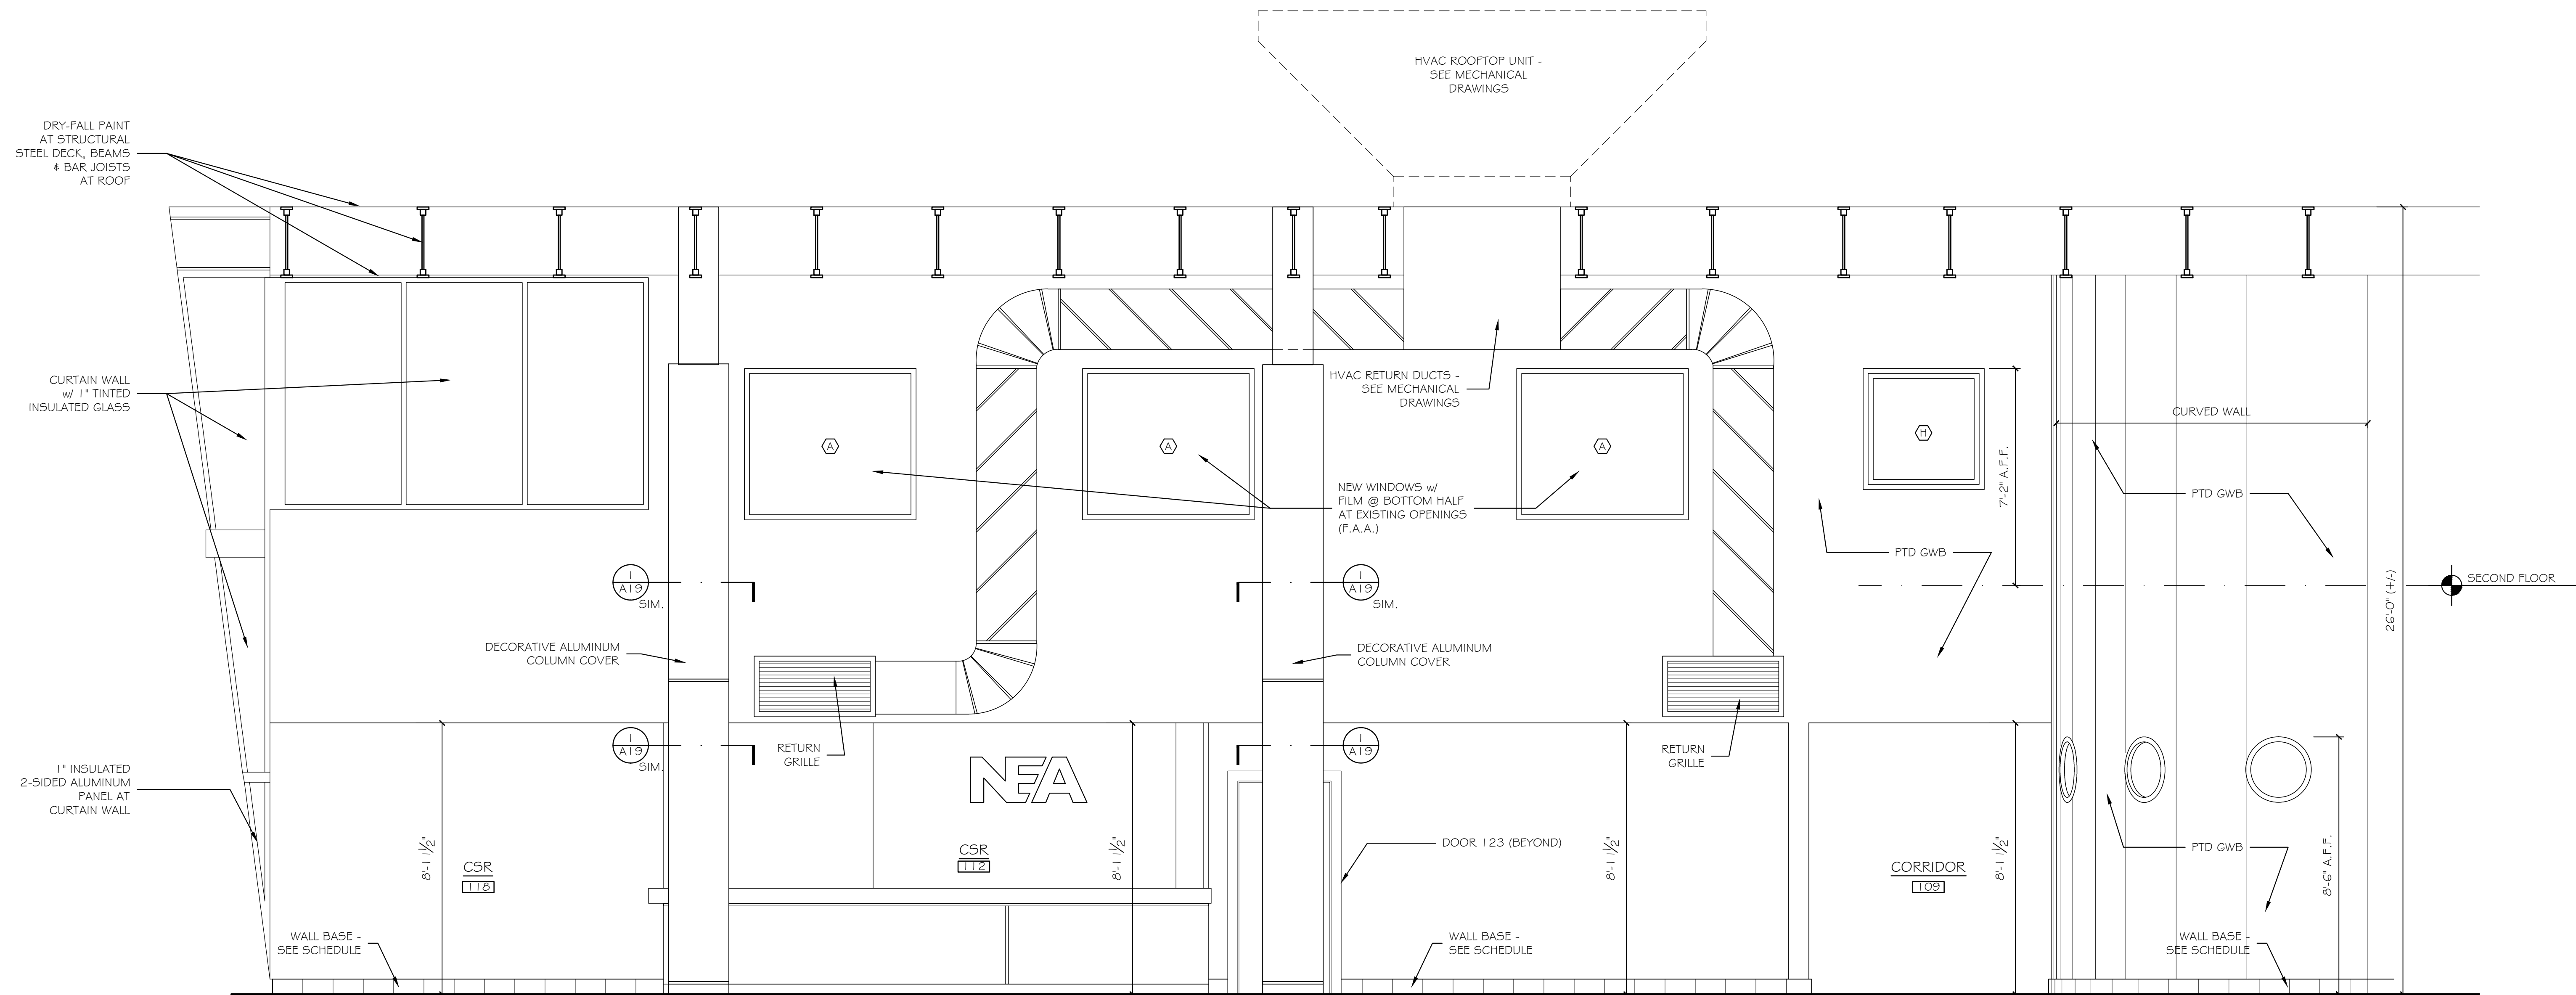 HVAC ROOFTOP UNIT -
SEE MECHANICAL
DRAWINGS
DRY-FALL PAINT
AT STRUCTURAL
STEEL DECK, BEAMS
& BAR JOISTS
AT ROOF
CURTAIN WALL
w/ 1" TINTED
INSULATED GLASS
HVAC RETURN DUCTS -
SEE MECHANICAL
DRAWINGS
A
A
A
H
NEW WINDOWS w/
FILM @ BOTTOM HALF
AT EXISTING OPENINGS
(F.A.A.)
7'-2" A.F.F.
CURVED WALL
PTD GWB
PTD GWB
26'-0" (+/-)
SECOND FLOOR
1
A19
SIM.
1
A19
SIM.
DECORATIVE ALUMINUM
COLUMN COVER
DECORATIVE ALUMINUM
COLUMN COVER
1
A19
SIM.
1
A19
RETURN
GRILLE
RETURN
GRILLE
NEA
1" INSULATED
2-SIDED ALUMINUM
PANEL AT
CURTAIN WALL
8'-1 1/2"
CSR
118
CSR
112
8'-1 1/2"
DOOR 123 (BEYOND)
8'-1 1/2"
CORRIDOR
109
8'-1 1/2"
PTD GWB
8'-6" A.F.F.
WALL BASE -
SEE SCHEDULE
WALL BASE -
SEE SCHEDULE
WALL BASE -
SEE SCHEDULE